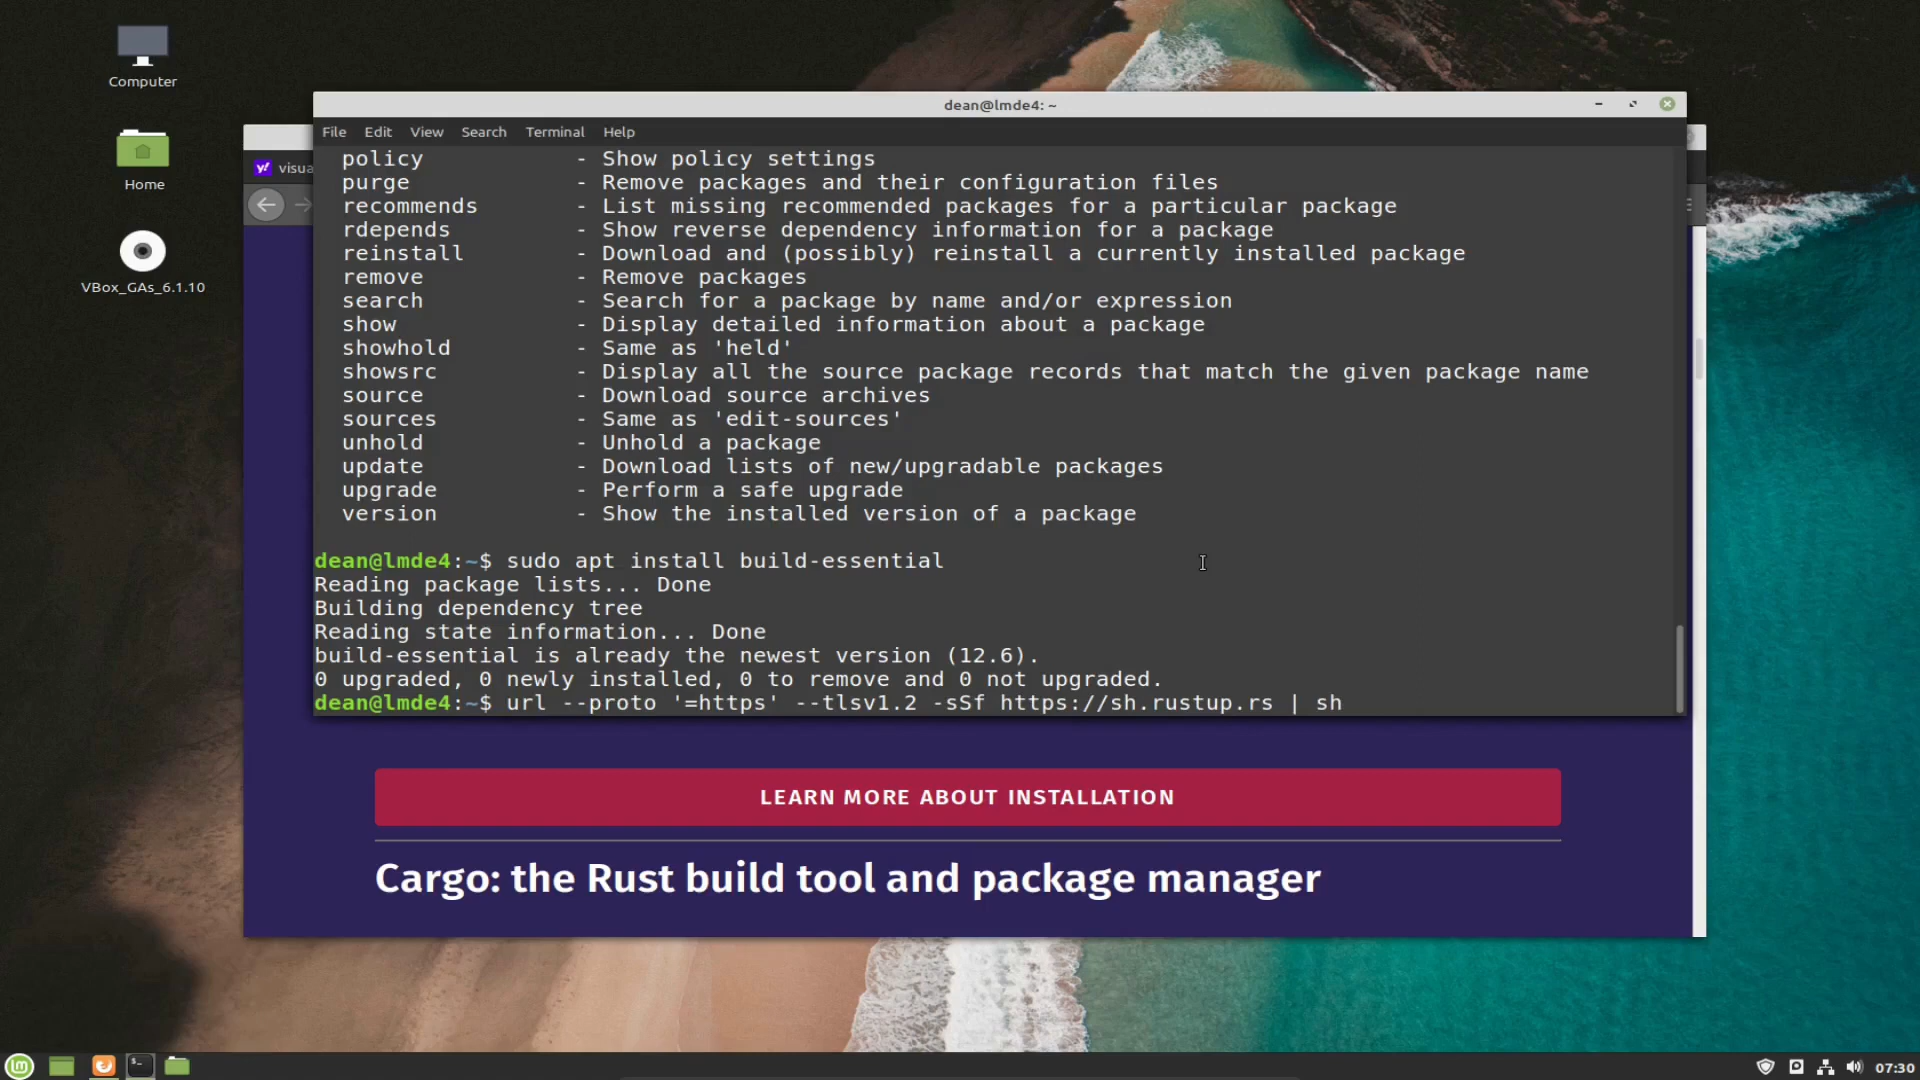 Computer
Home
VBox_GAs_6.1.10
dean@lmde4: ~
File Edit View Search Terminal Help
visua
policy - Show policy settings
purge - Remove packages and their configuration files
recommends - List missing recommended packages for a particular package
rdepends - Show reverse dependency information for a package
reinstall - Download and (possibly) reinstall a currently installed package
remove - Remove packages
search - Search for a package by name and/or expression
show - Display detailed information about a package
showhold - Same as 'held'
showsrc - Display all the source package records that match the given package name
source - Download source archives
sources - Same as 'edit-sources'
unhold - Unhold a package
update - Download lists of new/upgradable packages
upgrade - Perform a safe upgrade
version - Show the installed version of a package
dean@lmde4:~$ sudo apt install build-essential
Reading package lists... Done
Building dependency tree
Reading state information... Done
build-essential is already the newest version (12.6).
0 upgraded, 0 newly installed, 0 to remove and 0 not upgraded.
dean@lmde4:~$ url --proto '=https' --tlsv1.2 -sSf https://sh.rustup.rs | sh
LEARN MORE ABOUT INSTALLATION
Cargo: the Rust build tool and package manager
07:30